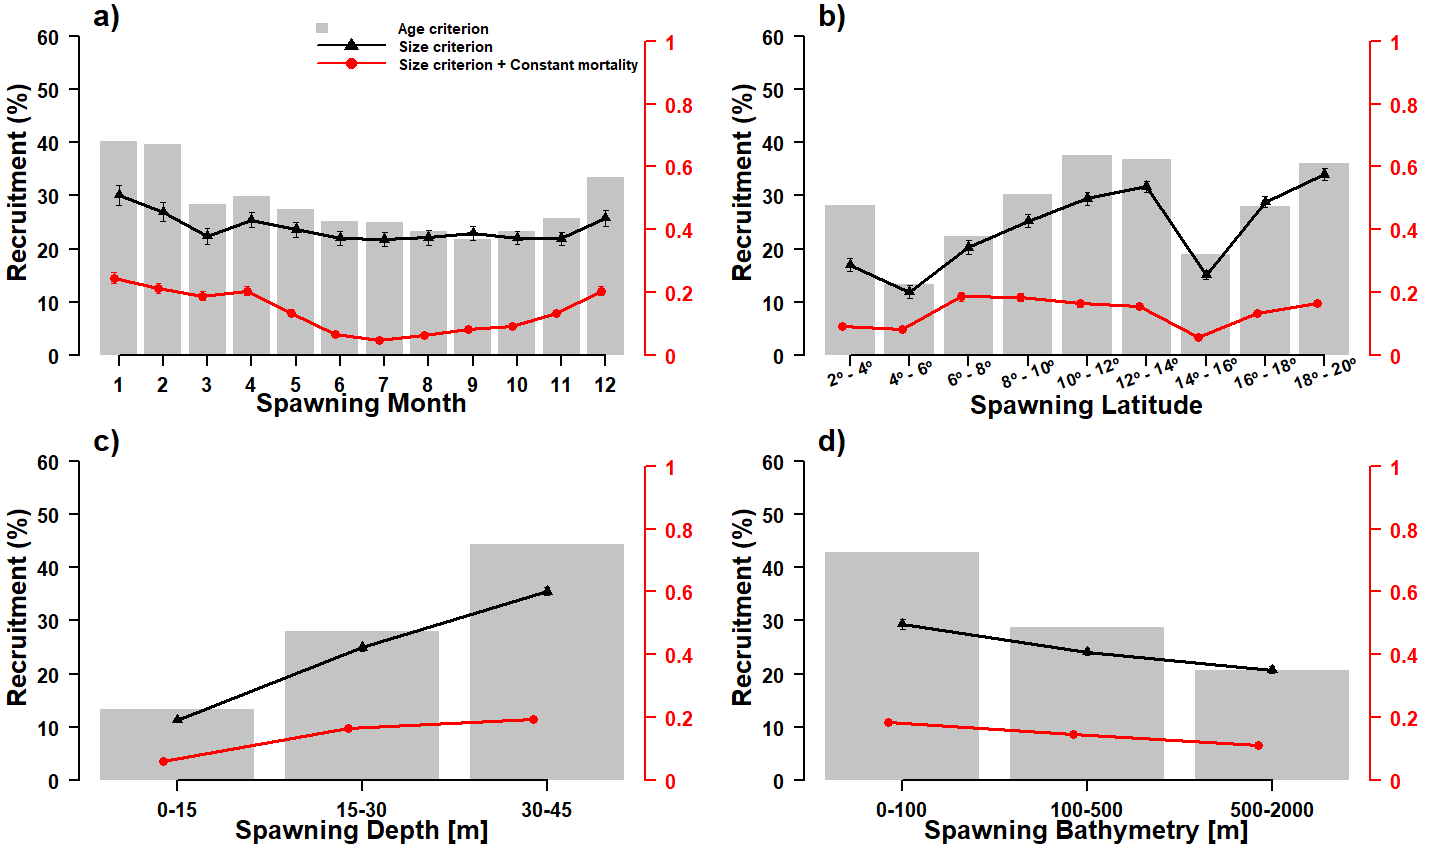 a)
Age criterion
Size criterion
Size criterion + Constant mortality
Recruitment (%)
60
50
40
30
20
10
0
1
0.8
0.6
0.4
0.2
0
1 2 3 4 5 6 7 8 9 10 11 12
Spawning Month
b)
Recruitment (%)
60
50
40
30
20
10
0
1
0.8
0.6
0.4
0.2
0
2º - 4º 4º - 6º 6º - 8º 8º - 10º 10º - 12º 12º - 14º 14º - 16º 16º - 18º 18º - 20º
Spawning Latitude
c)
Recruitment (%)
60
50
40
30
20
10
0
1
0.8
0.6
0.4
0.2
0
0-15 15-30 30-45
Spawning Depth [m]
d)
Recruitment (%)
60
50
40
30
20
10
0
1
0.8
0.6
0.4
0.2
0
0-100 100-500 500-2000
Spawning Bathymetry [m]